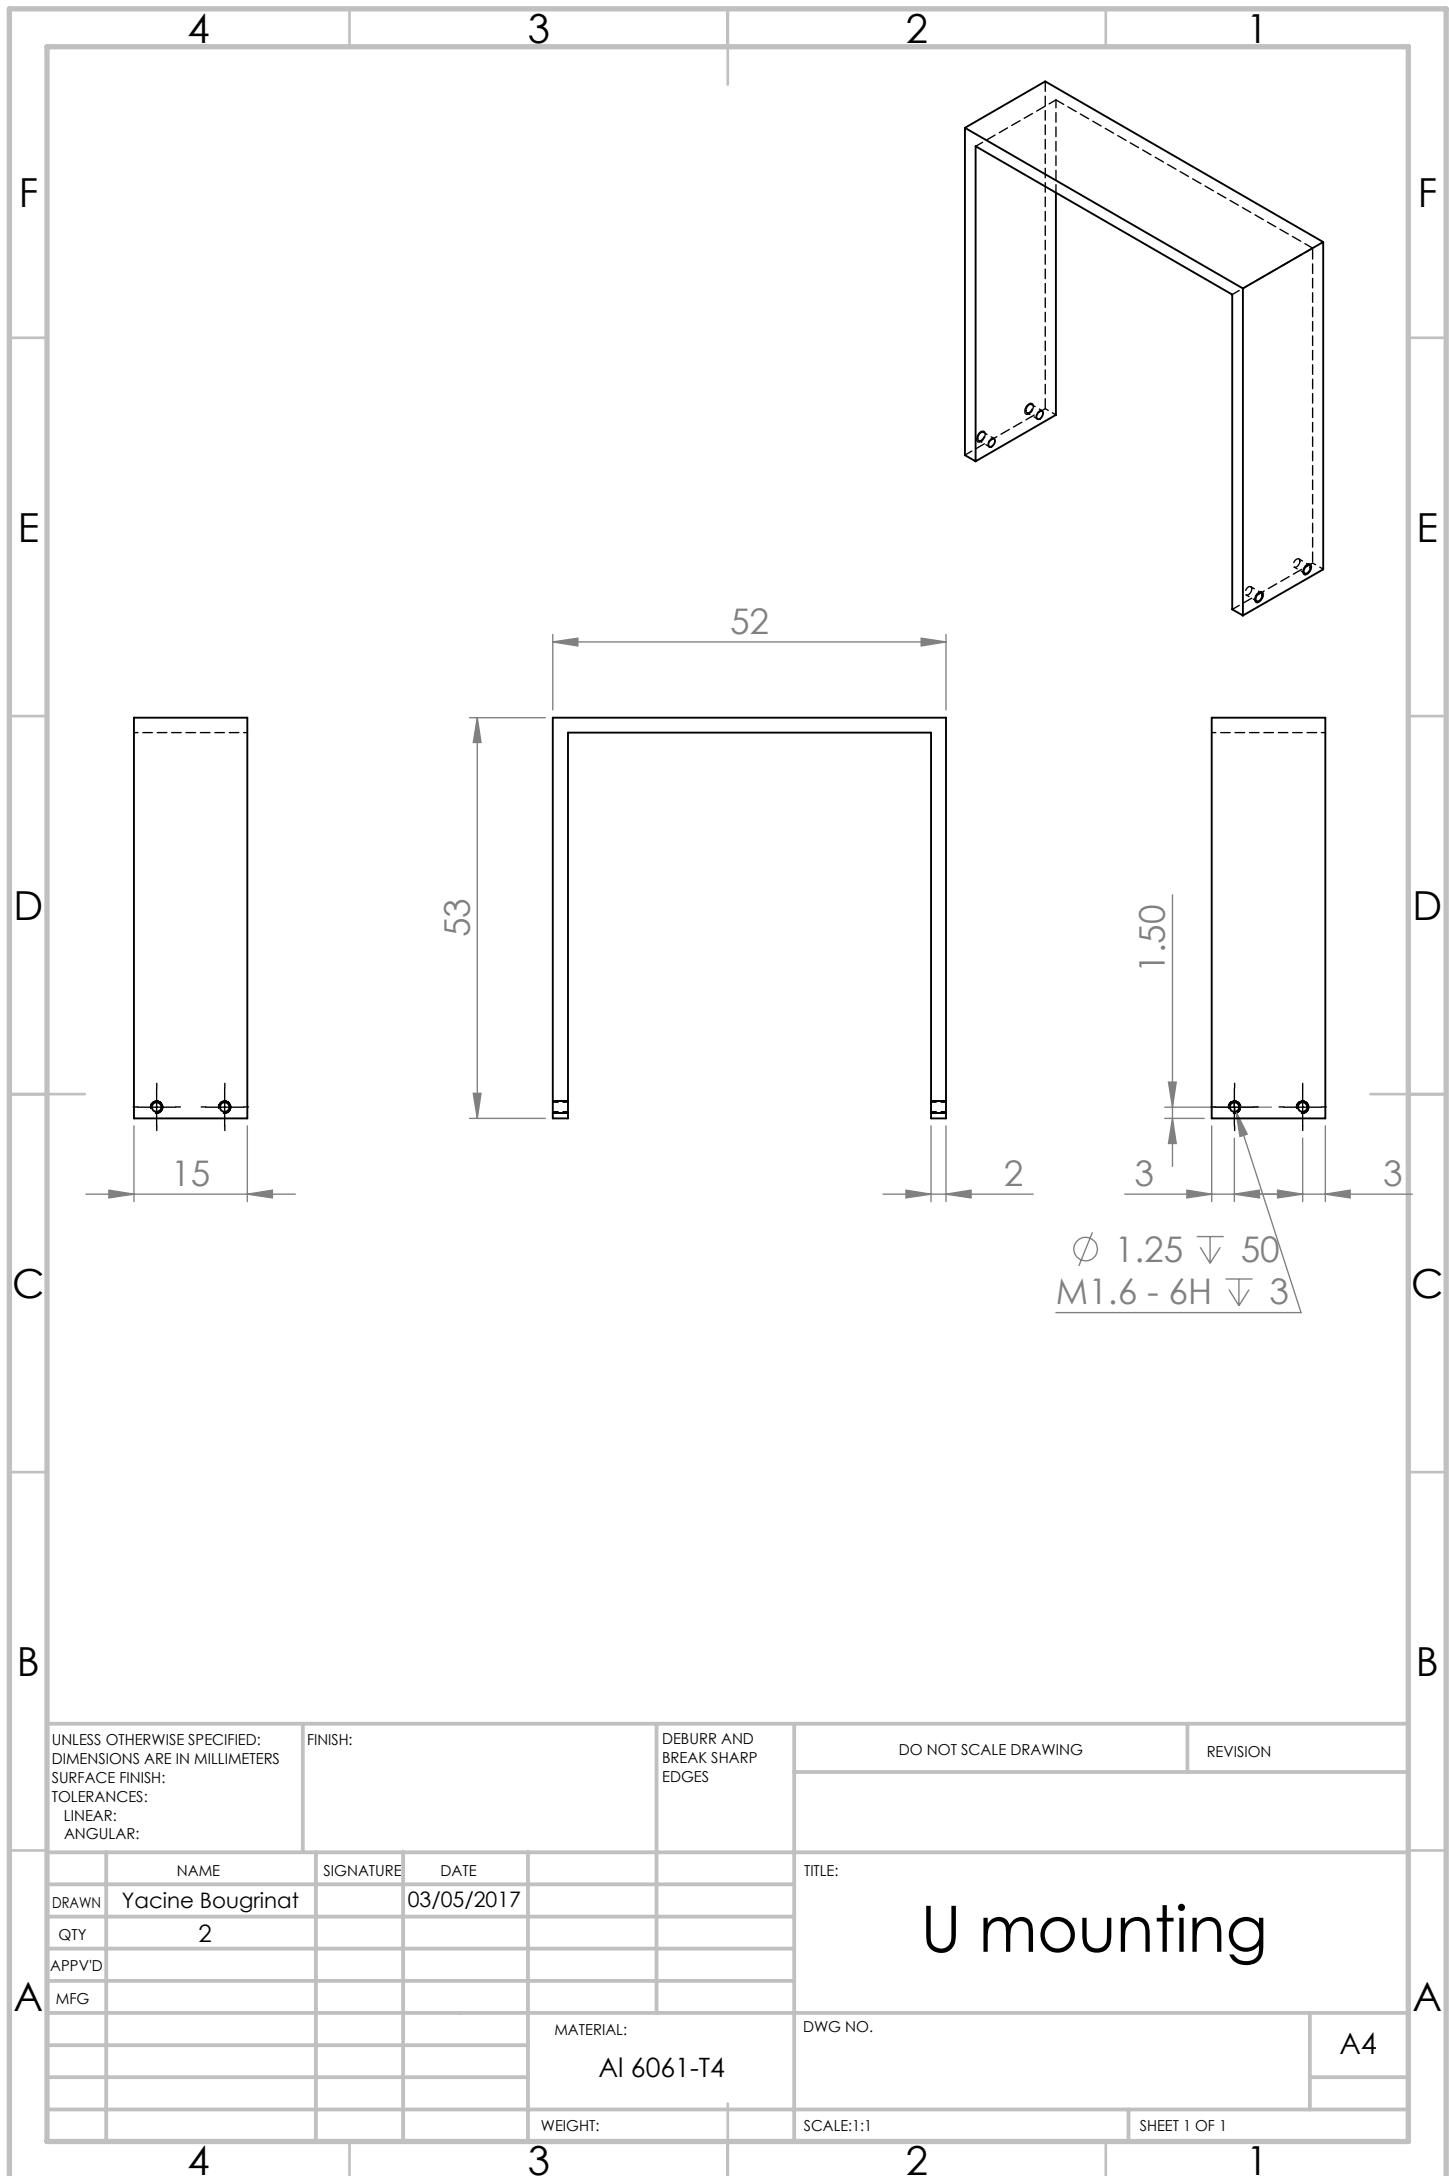 4 3 2 1
F F
E E
52
53
D D
1.50
15
2
3 3
⌀ 1.25 ↧ 50
M1.6 - 6H ↧ 3
C C
B B
UNLESS OTHERWISE SPECIFIED:
DIMENSIONS ARE IN MILLIMETERS
SURFACE FINISH:
TOLERANCES:
LINEAR:
ANGULAR:
FINISH:
DEBURR AND
BREAK SHARP
EDGES
DO NOT SCALE DRAWING
REVISION
NAME SIGNATURE DATE
DRAWN Yacine Bougrinat 03/05/2017
QTY 2
APPV'D
MFG
TITLE:
U mounting
A A
MATERIAL:
Al 6061-T4
DWG NO.
A4
WEIGHT:
SCALE:1:1
SHEET 1 OF 1
4 3 2 1